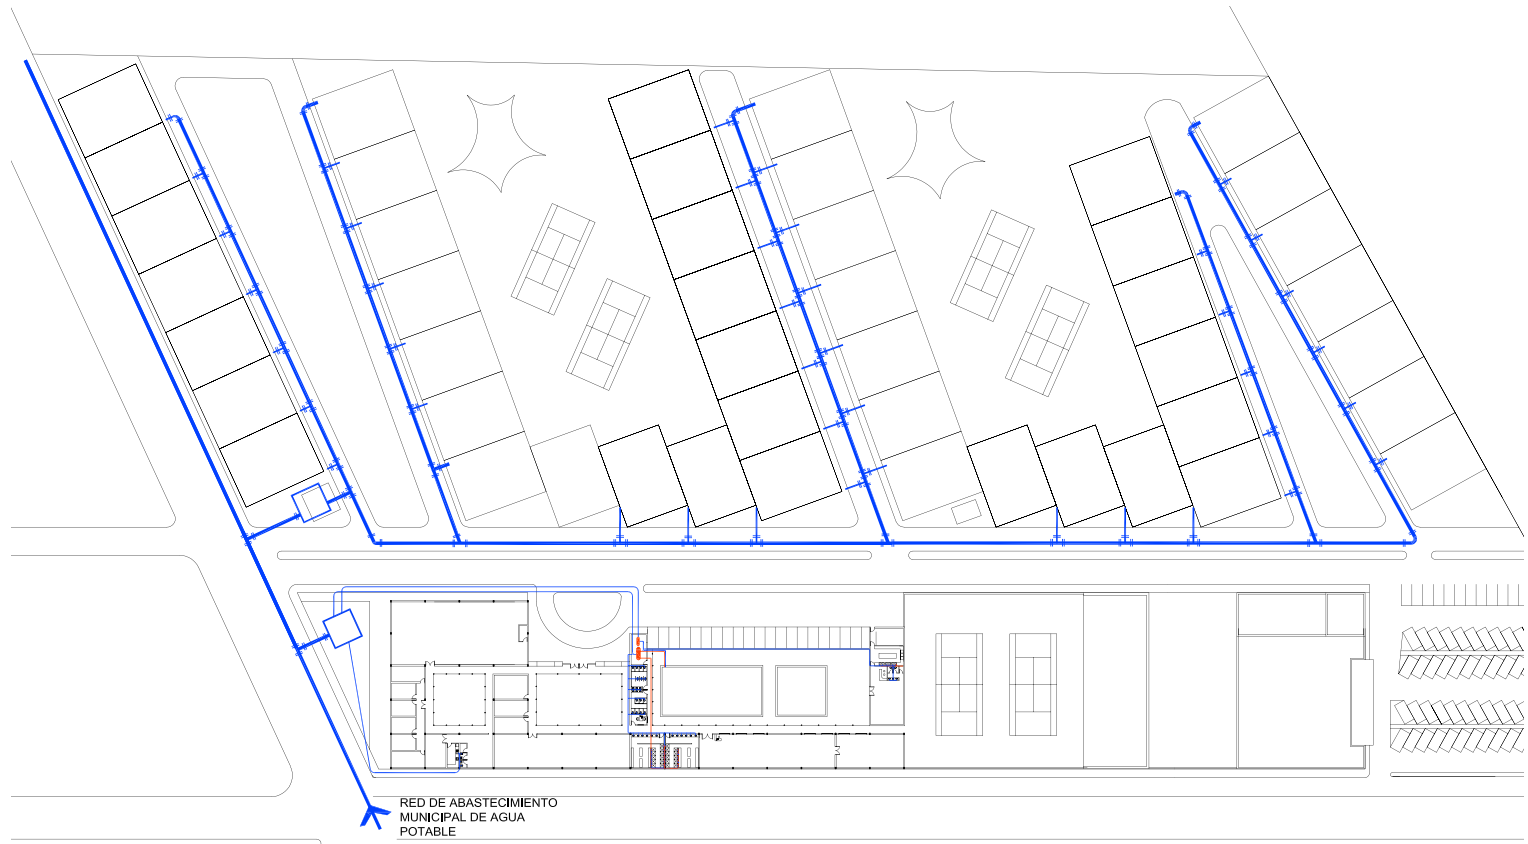 RED DE ABASTECIMIENTO
MUNICIPAL DE AGUA
POTABLE